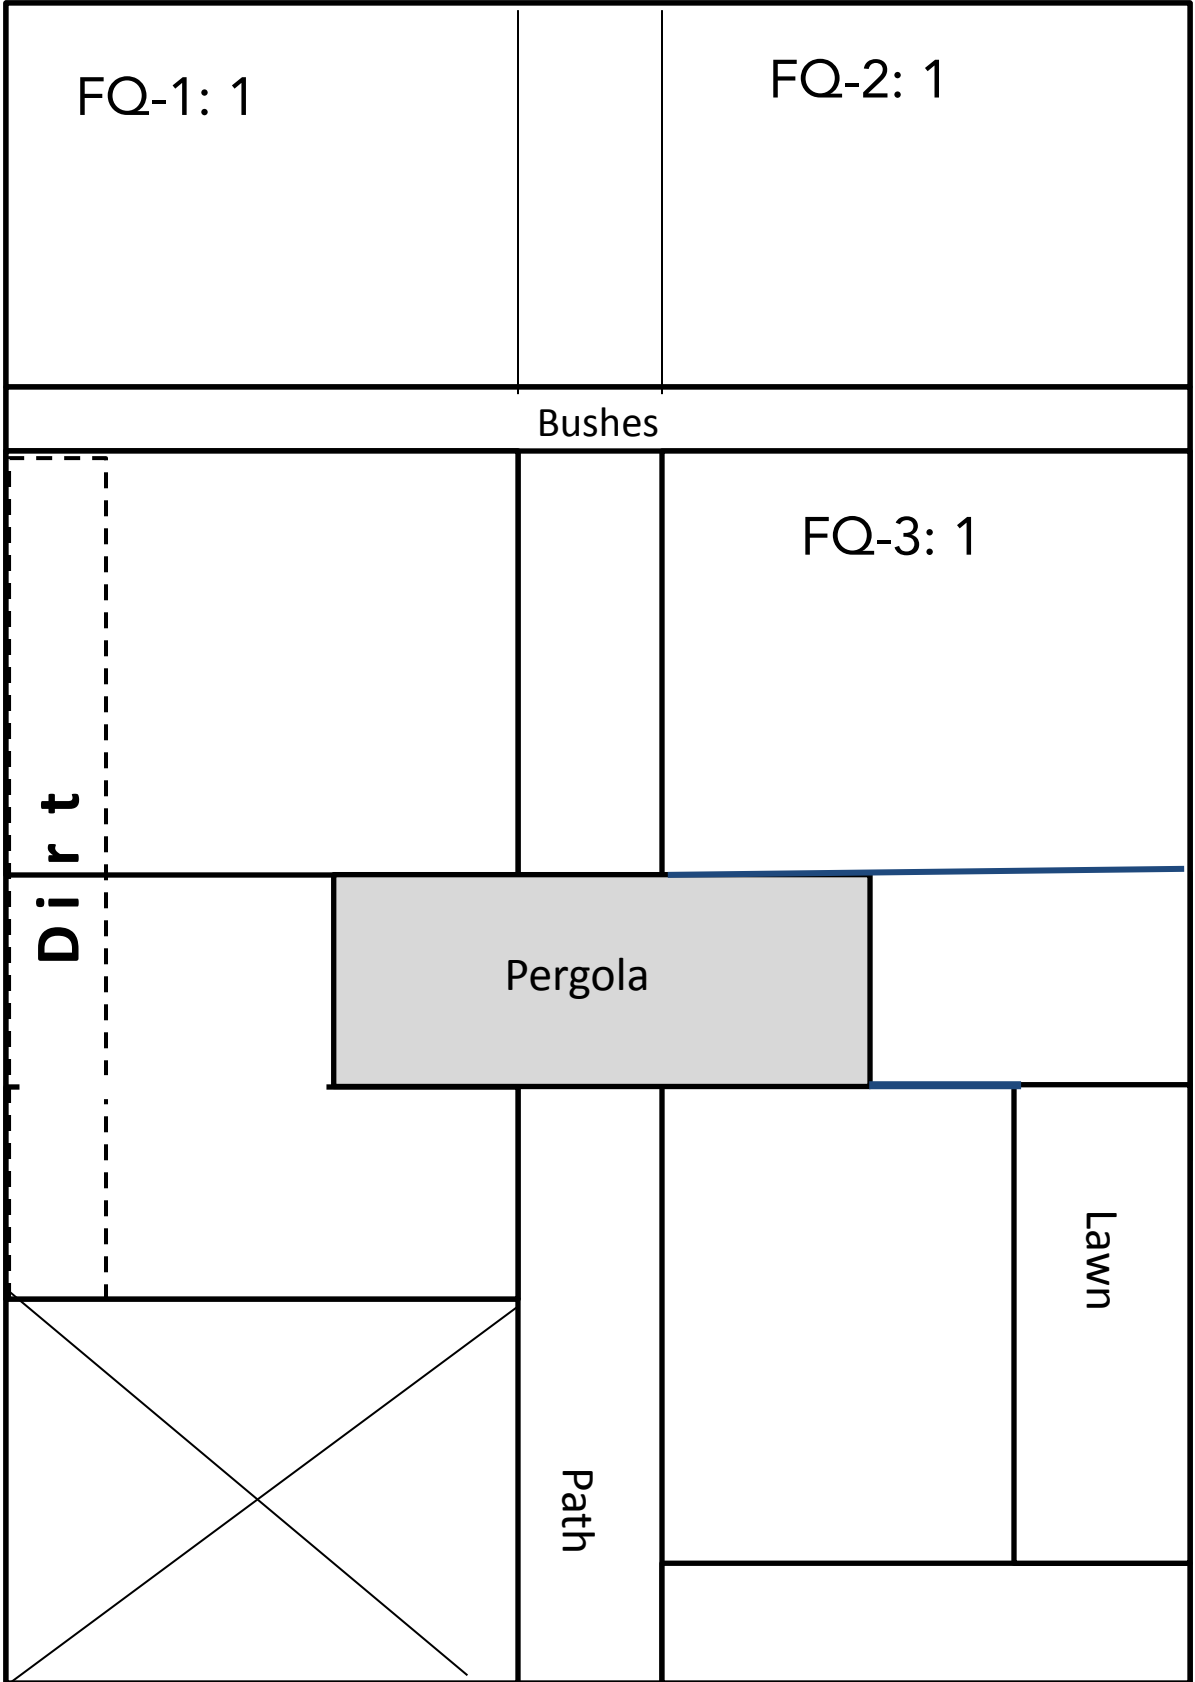 FQ-1: 1
FQ-2: 1
Bushes
FQ-3: 1
Dirt
Pergola
Lawn
Path